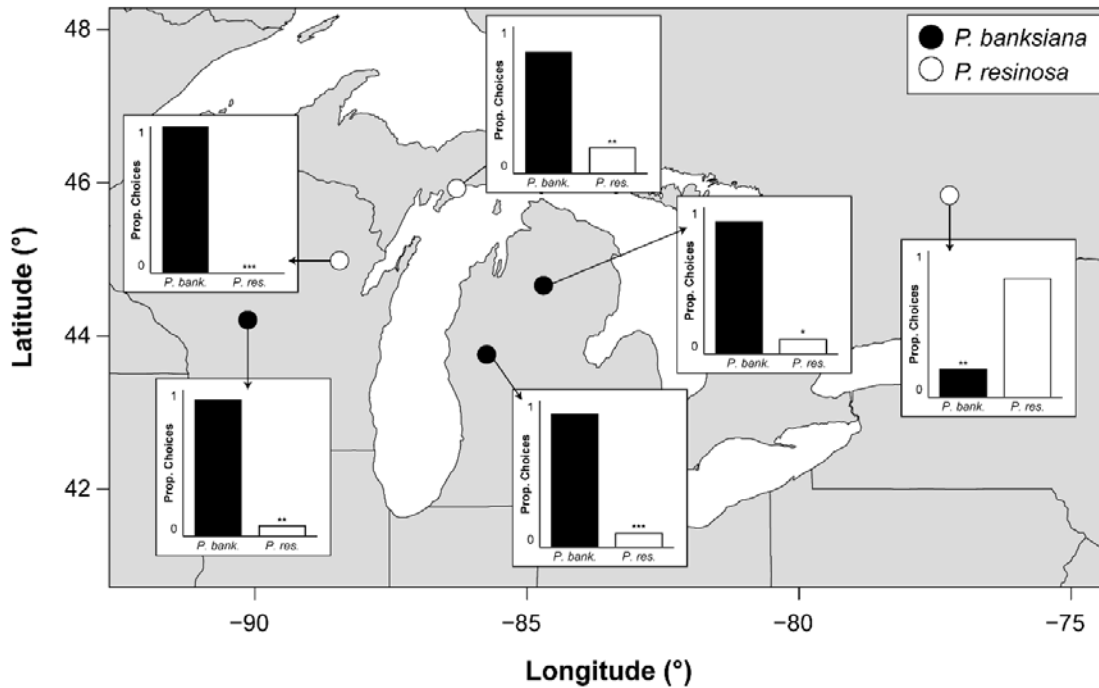 P. banksiana
P. resinosa
48
46
44
42
Latitude (°)
−90
−85
−80
−75
Longitude (°)
1
0
Prop. Choices
**
P. bank. P. res.
1
0
Prop. Choices
***
P. bank. P. res.
1
0
Prop. Choices
*
P. bank. P. res.
1
0
Prop. Choices
**
P. bank. P. res.
1
0
Prop. Choices
**
P. bank. P. res.
1
0
Prop. Choices
***
P. bank. P. res.